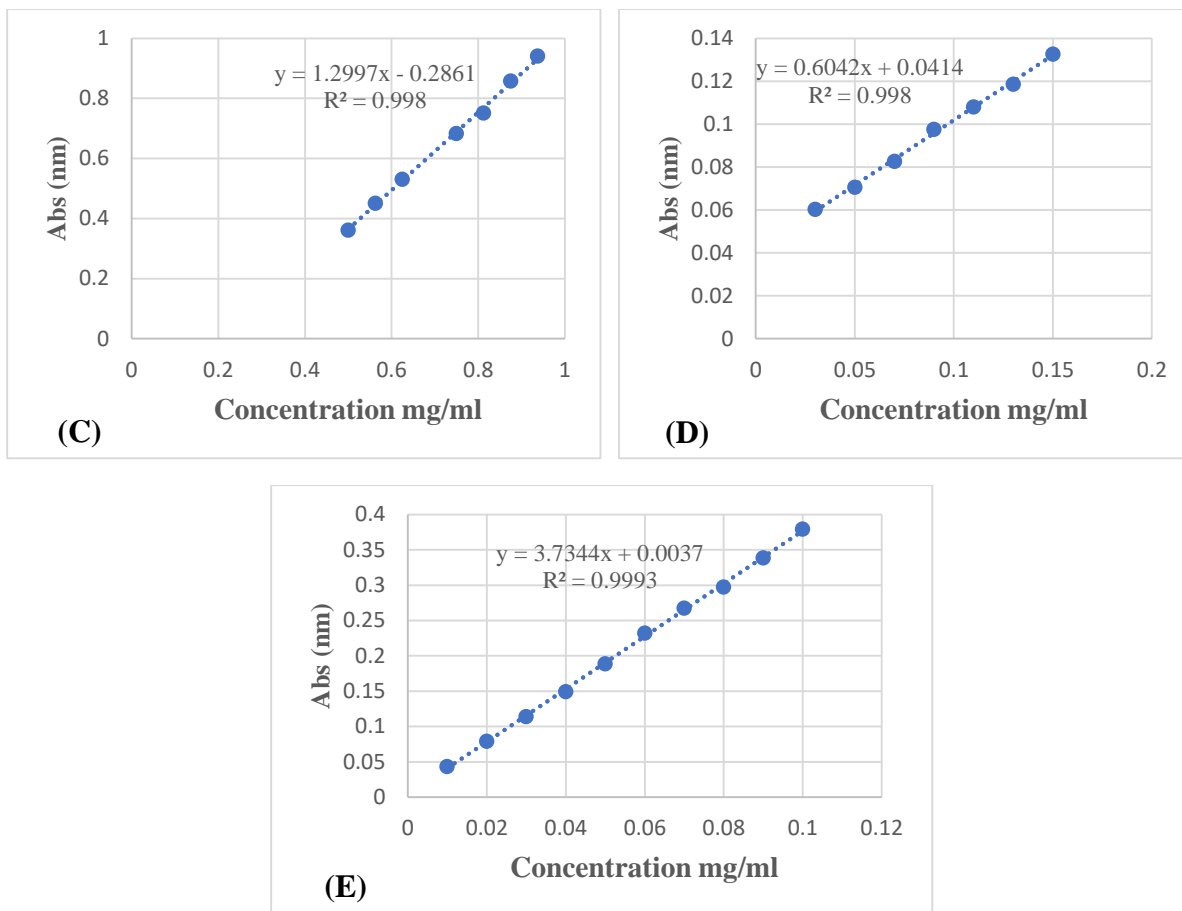 1
0.8
0.6
0.4
0.2
0
y = 1.2997x - 0.2861
R² = 0.998
Abs (nm)
0 0.2 0.4 0.6 0.8 1
Concentration mg/ml
(C)
0.14
0.12
0.1
0.08
0.06
0.04
0.02
0
y = 0.6042x + 0.0414
R² = 0.998
Abs (nm)
0 0.05 0.1 0.15 0.2
Concentration mg/ml
(D)
0.4
0.35
0.3
0.25
0.2
0.15
0.1
0.05
0
y = 3.7344x + 0.0037
R² = 0.9993
Abs (nm)
0 0.02 0.04 0.06 0.08 0.1 0.12
Concentration mg/ml
(E)